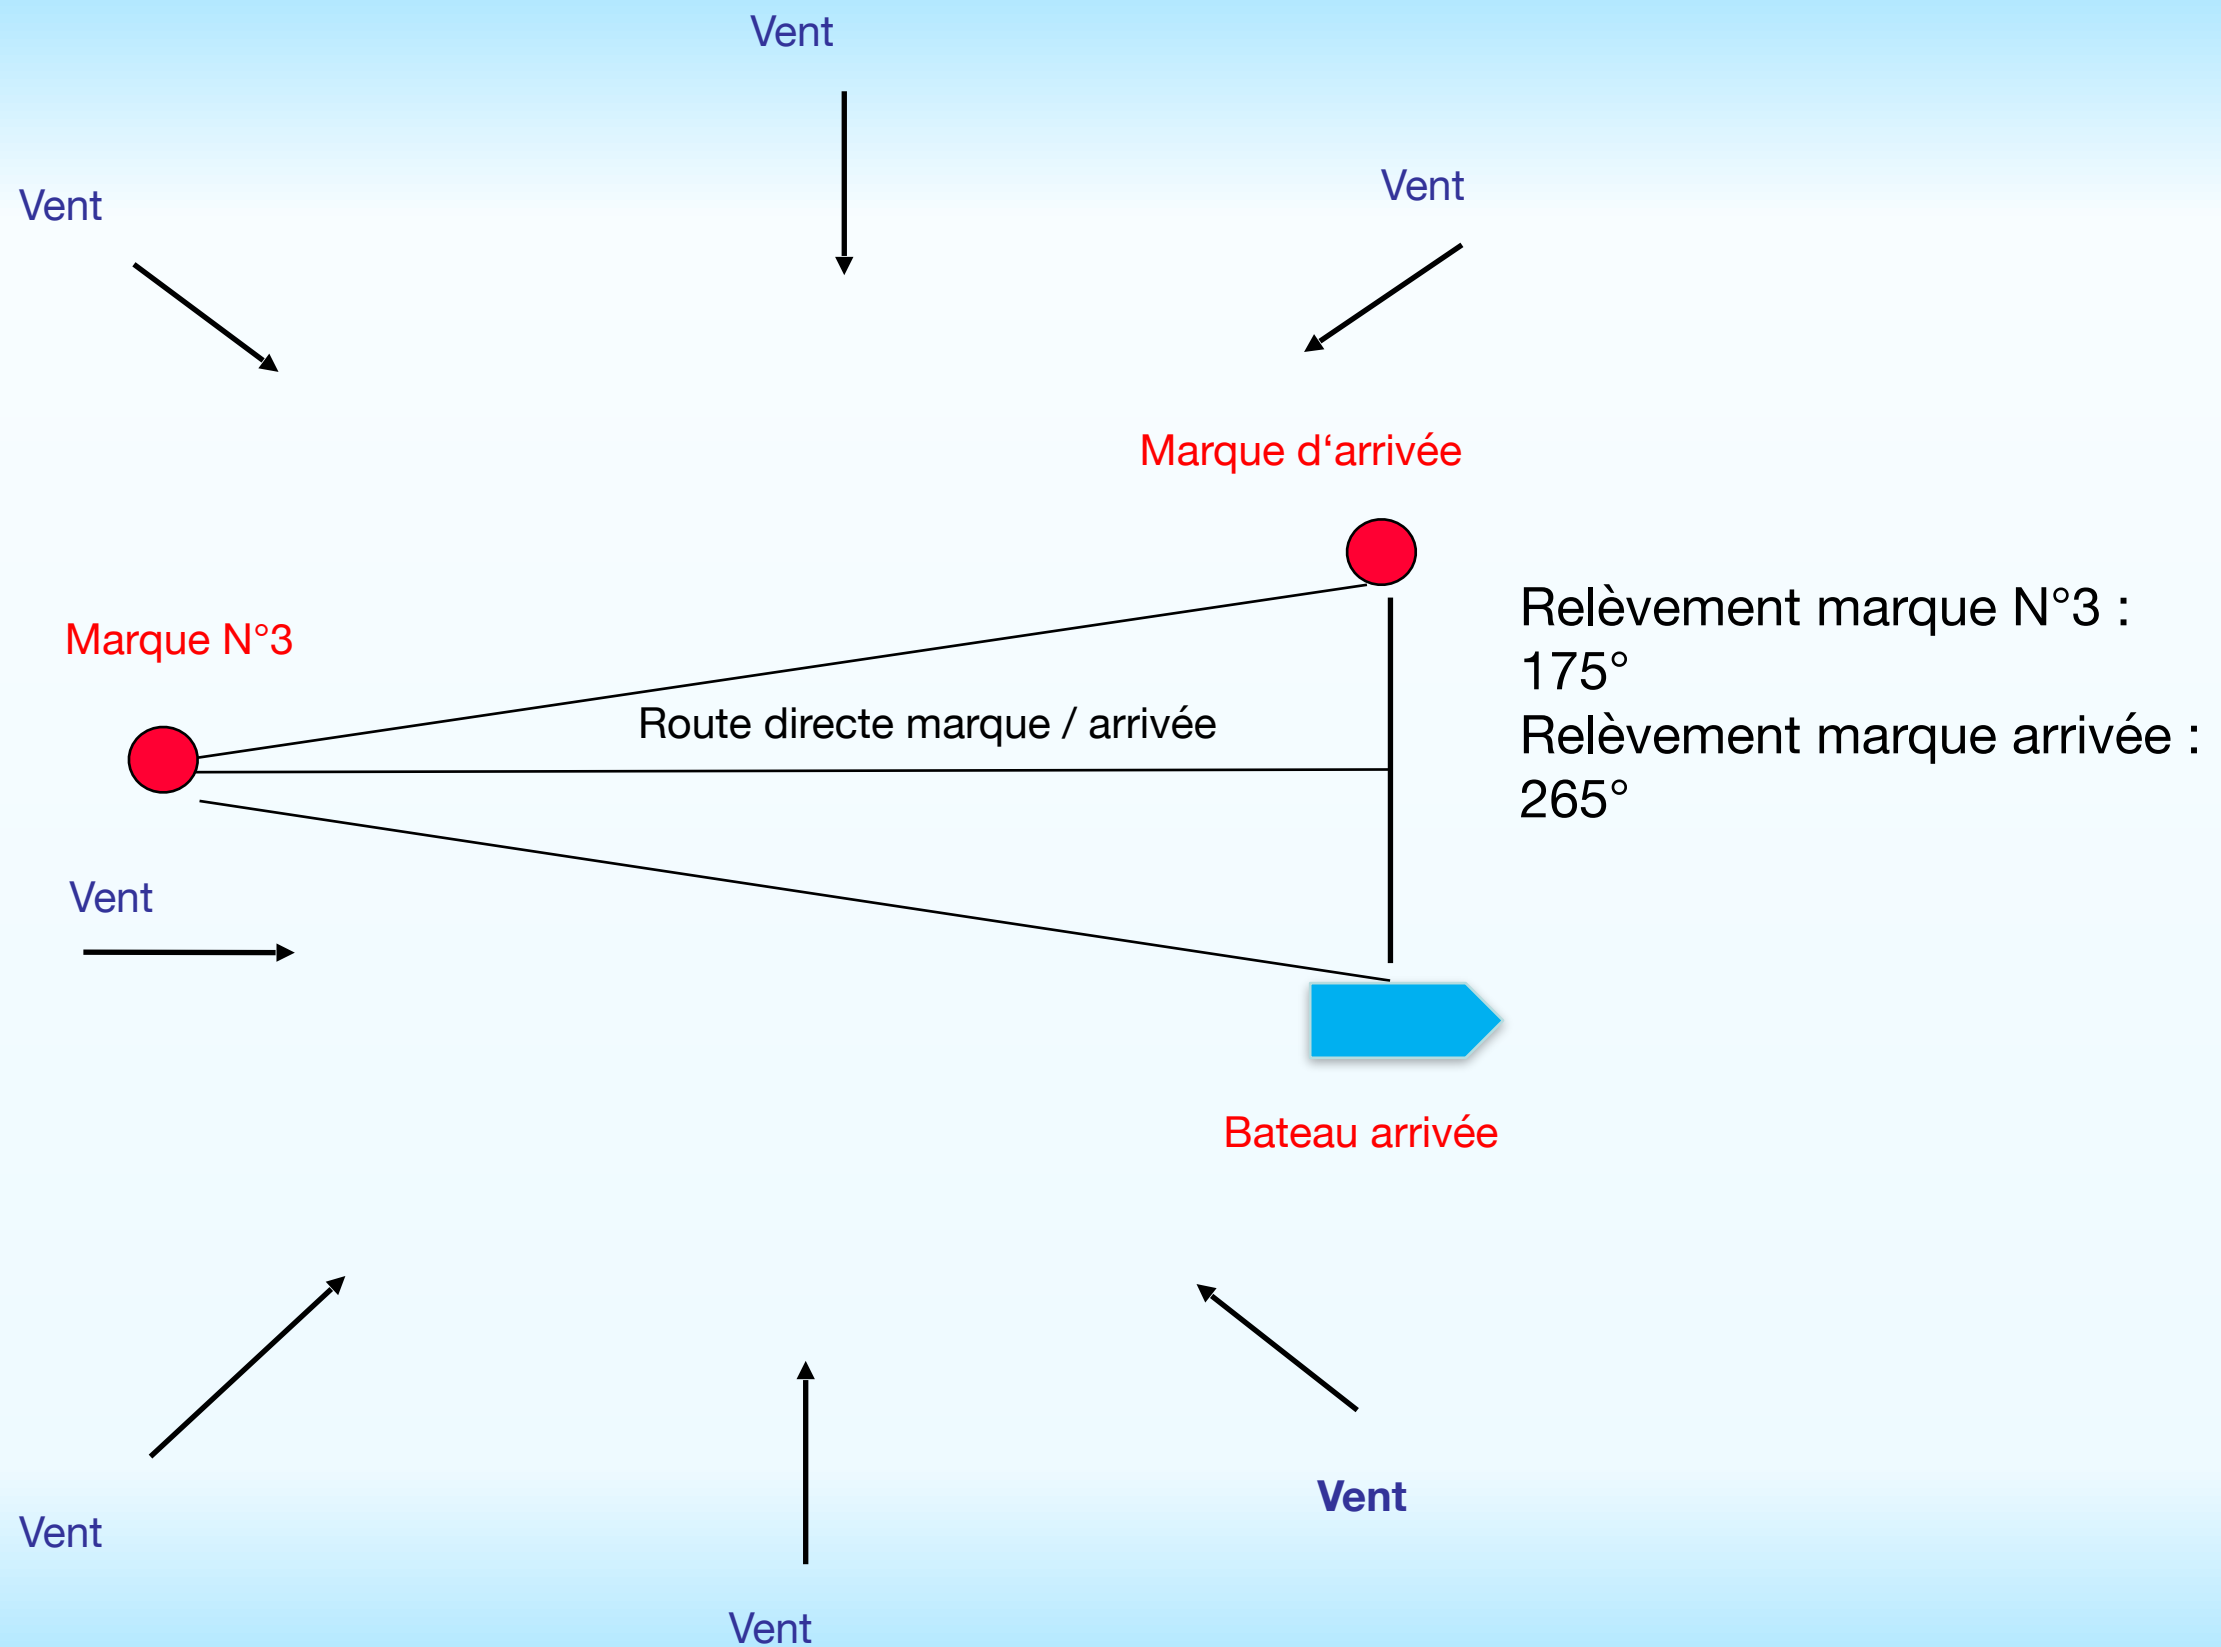 Vent
Vent
Vent
Marque d‘arrivée
Relèvement marque N°3 :
175°
Relèvement marque arrivée :
265°
Marque N°3
Route directe marque / arrivée
Vent
Bateau arrivée
Vent
Vent
Vent